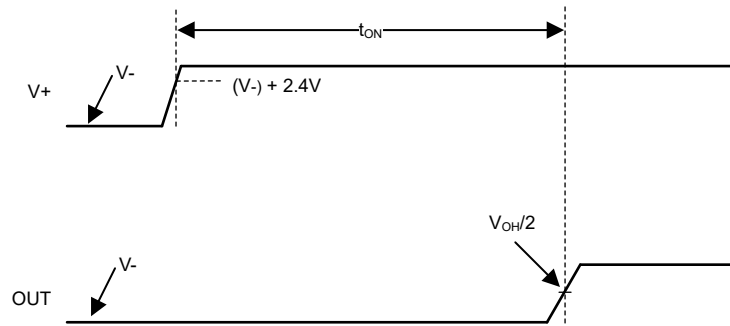 tON
V-
V+
(V-) + 2.4V
VOH/2
V-
OUT